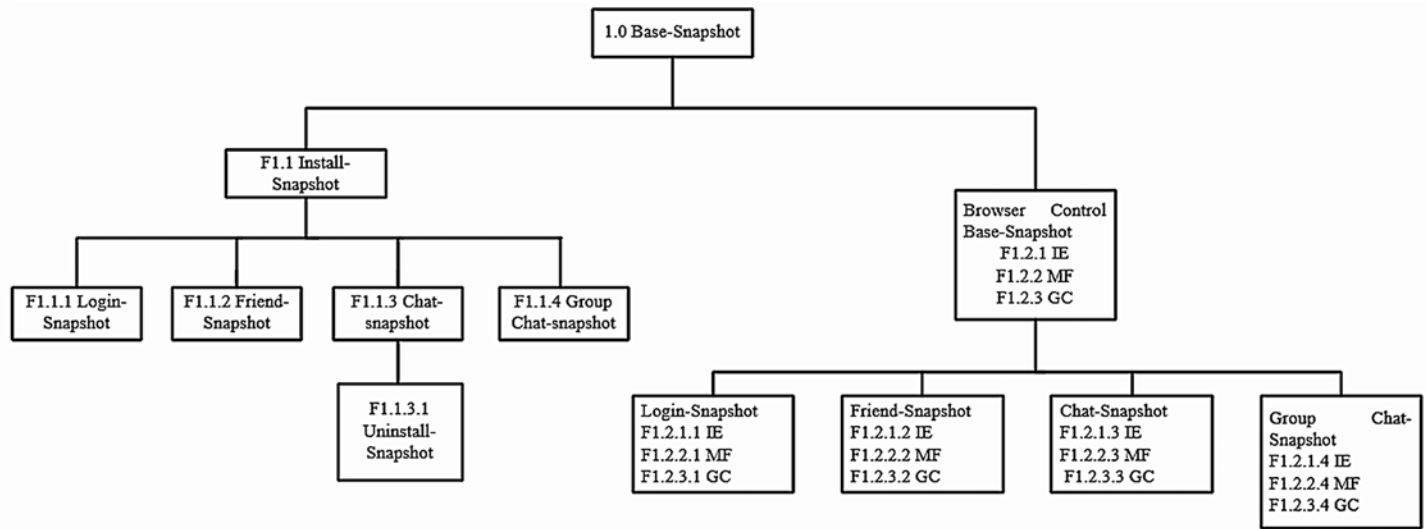 1.0 Base-Snapshot
F1.1 Install-
Snapshot
F1.1.1 Login-
Snapshot
F1.1.2 Friend-
Snapshot
F1.1.3 Chat-
snapshot
F1.1.4 Group
Chat-snapshot
F1.1.3.1
Uninstall-
Snapshot
Browser Control
Base-Snapshot
F1.2.1 IE
F1.2.2 MF
F1.2.3 GC
Login-Snapshot
F1.2.1.1 IE
F1.2.2.1 MF
F1.2.3.1 GC
Friend-Snapshot
F1.2.1.2 IE
F1.2.2.2 MF
F1.2.3.2 GC
Chat-Snapshot
F1.2.1.3 IE
F1.2.2.3 MF
F1.2.3.3 GC
Group Chat-
Snapshot
F1.2.1.4 IE
F1.2.2.4 MF
F1.2.3.4 GC